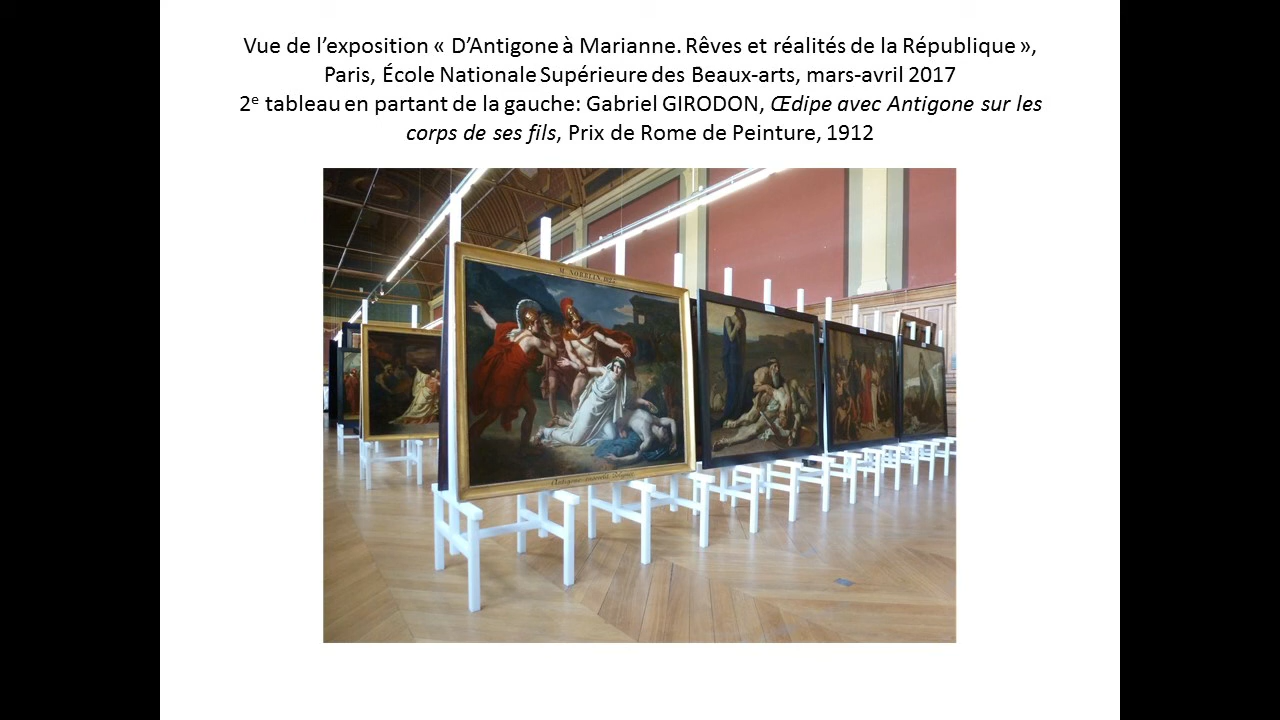 Vue de l’exposition « D’Antigone à Marianne. Rêves et réalités de la République »,
Paris, École Nationale Supérieure des Beaux-arts, mars-avril 2017
2e tableau en partant de la gauche: Gabriel GIRODON, Œdipe avec Antigone sur les
corps de ses fils, Prix de Rome de Peinture, 1912